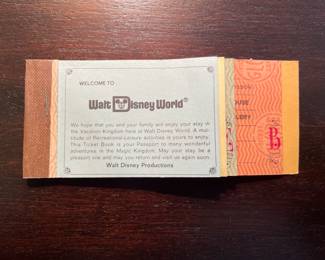 WELCOME TO . . .
Walt Disney World®
We hope that you and your family will enjoy your stay in
the Vacation Kingdom here at Walt Disney World. A mul-
titude of Recreational-Leisure activities is yours to enjoy.
This Ticket Book is your Passport to many wonderful
adventures in the Magic Kingdom. May your stay be a
pleasant one and may you return and visit us again soon.
Walt Disney Productions
OUSE
LLERY
B